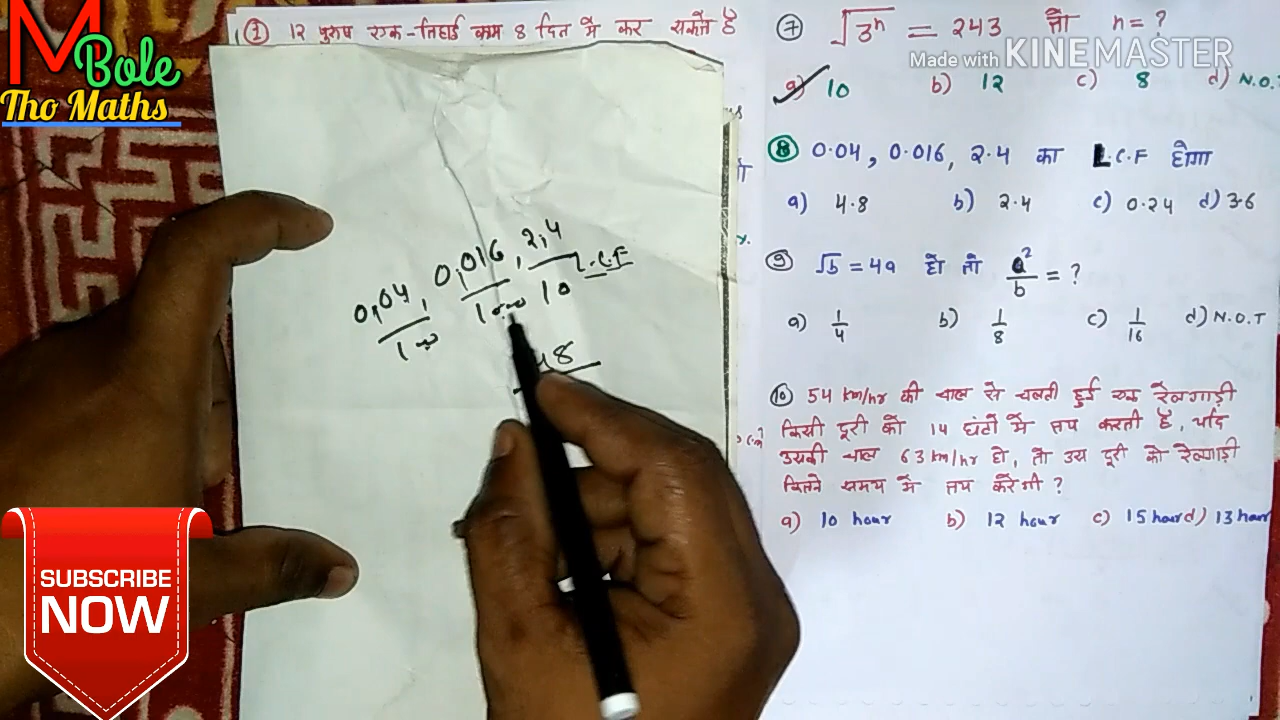 M
Bole
Tho Maths
① 12 पुरुष एक-तिहाई काम 8 दिन में कर सकते है
0,04, 0,016, 2,4 L.C.F
100 1000 10
48
SUBSCRIBE
NOW
⑦ √3ⁿ = 243 तो n = ?
Made with KINEMASTER
a) 10 b) 12 c) 8 d) N.O.T
⑧ 0.04, 0.016, 2.4 का L.C.F होगा
a) 4.8 b) 2.4 c) 0.24 d) 3.6
⑨ √b = 4a हो तो a²/b = ?
a) 1/4 b) 1/8 c) 1/16 d) N.O.T
⑩ 54 km/hr की चाल से चलती हुई एक रेलगाड़ी
किसी दूरी को 14 घंटों में तय करती है, यदि
उसकी चाल 63 km/hr हो, तो उस दूरी को रेलगाड़ी
कितने समय में तय करेगी ?
a) 10 hour b) 12 hour c) 15 hour d) 13 hour